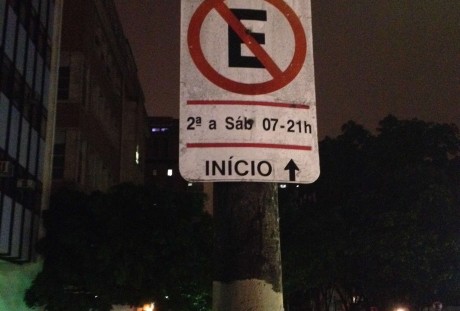 E
2ª a Sáb 07-21h
INÍCIO ↑